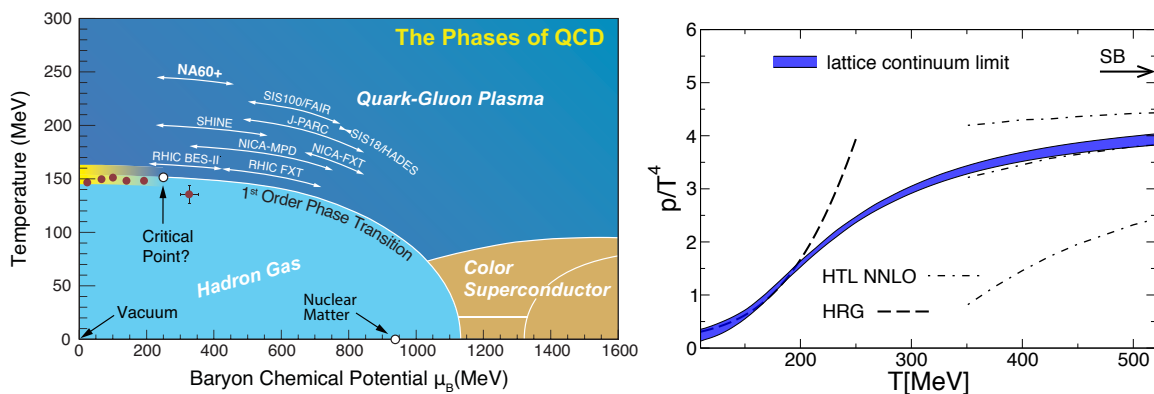 The Phases of QCD
300
250
200
150
100
50
0
Temperature (MeV)
NA60+
SIS100/FAIR
Quark-Gluon Plasma
J-PARC
SHINE
SIS18/HADES
NICA-MPD
NICA-FXT
RHIC BES-II
RHIC FXT
1st Order Phase Transition
Critical
Point?
Hadron Gas
Color
Superconductor
Nuclear
Matter
Vacuum
0 200 400 600 800 1000 1200 1400 1600
Baryon Chemical Potential μB(MeV)
6
5
4
3
2
1
0
p/T4
lattice continuum limit
SB
HTL NNLO
HRG
200 300 400 500
T[MeV]